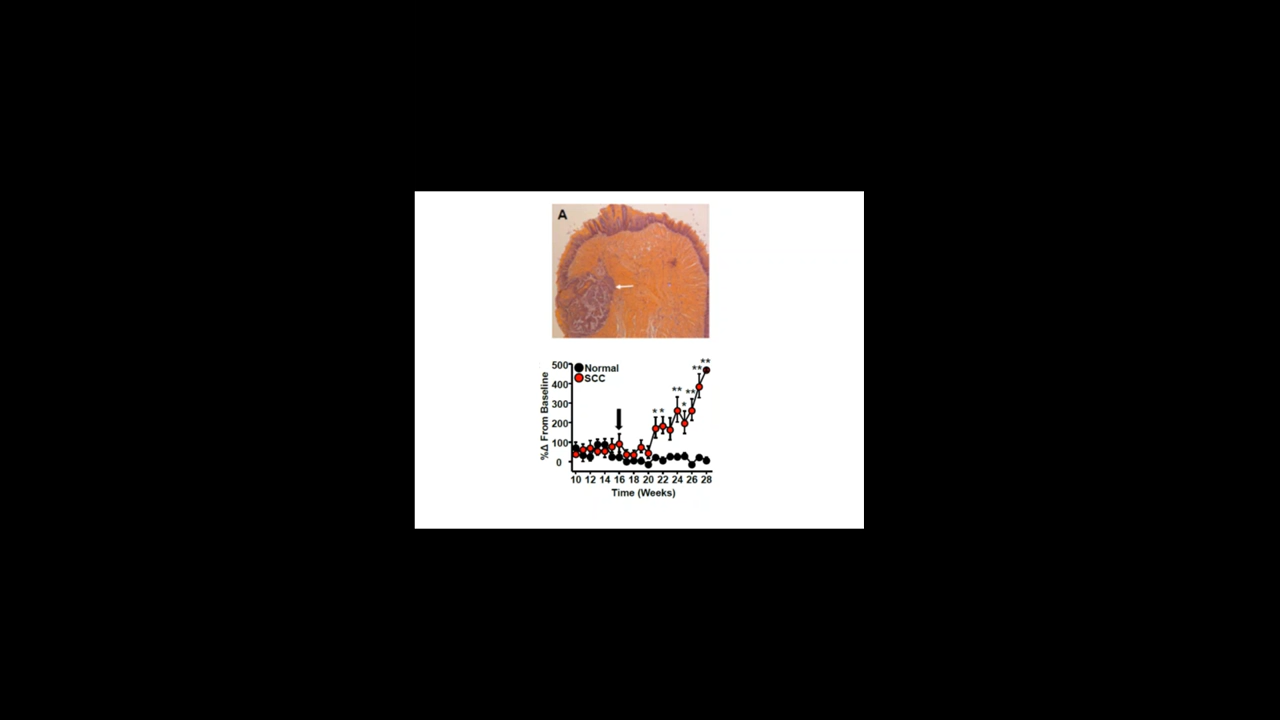 A
500
400
300
200
100
0
%Δ From Baseline
Normal
SCC
* *
**
*
**
**
**
10 12 14 16 18 20 22 24 26 28
Time (Weeks)